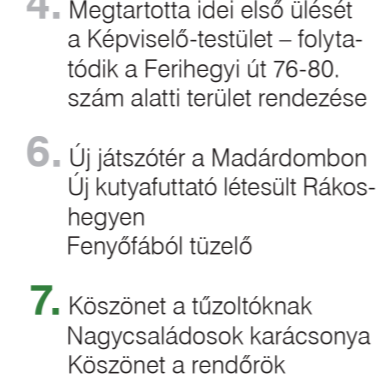 4. Megtartotta idei első ülését
a Képviselő-testület – folyta-
tódik a Ferihegyi út 76-80.
szám alatti terület rendezése
6. Új játszótér a Madárdombon
Új kutyafuttató létesült Rákos-
hegyen
Fenyőfából tüzelő
7. Köszönet a tűzoltóknak
Nagycsaládosok karácsonya
Köszönet a rendőrök